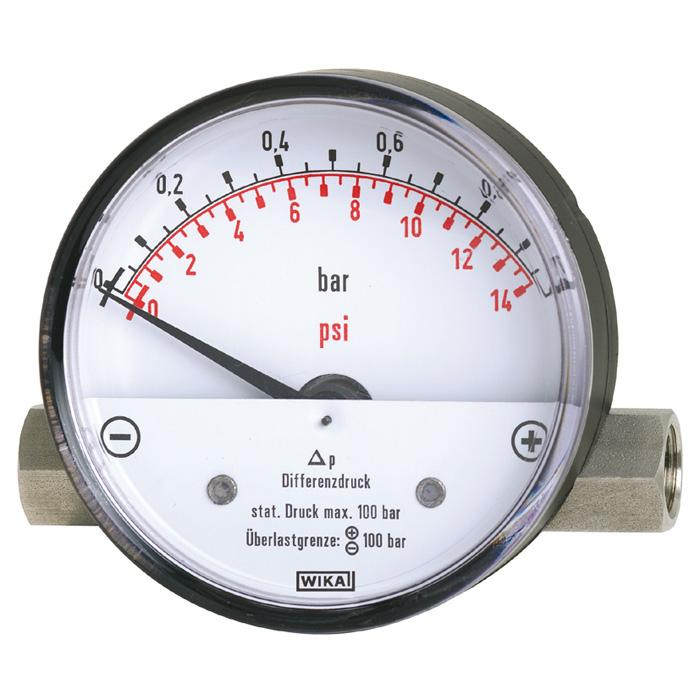 0
0,2
0,4
0,6
0
2
4
6
8
10
12
14
bar
psi
− +
Δ p
Differenzdruck
stat. Druck max. 100 bar
Überlastgrenze: ⊕ ⊖ 100 bar
WIKA